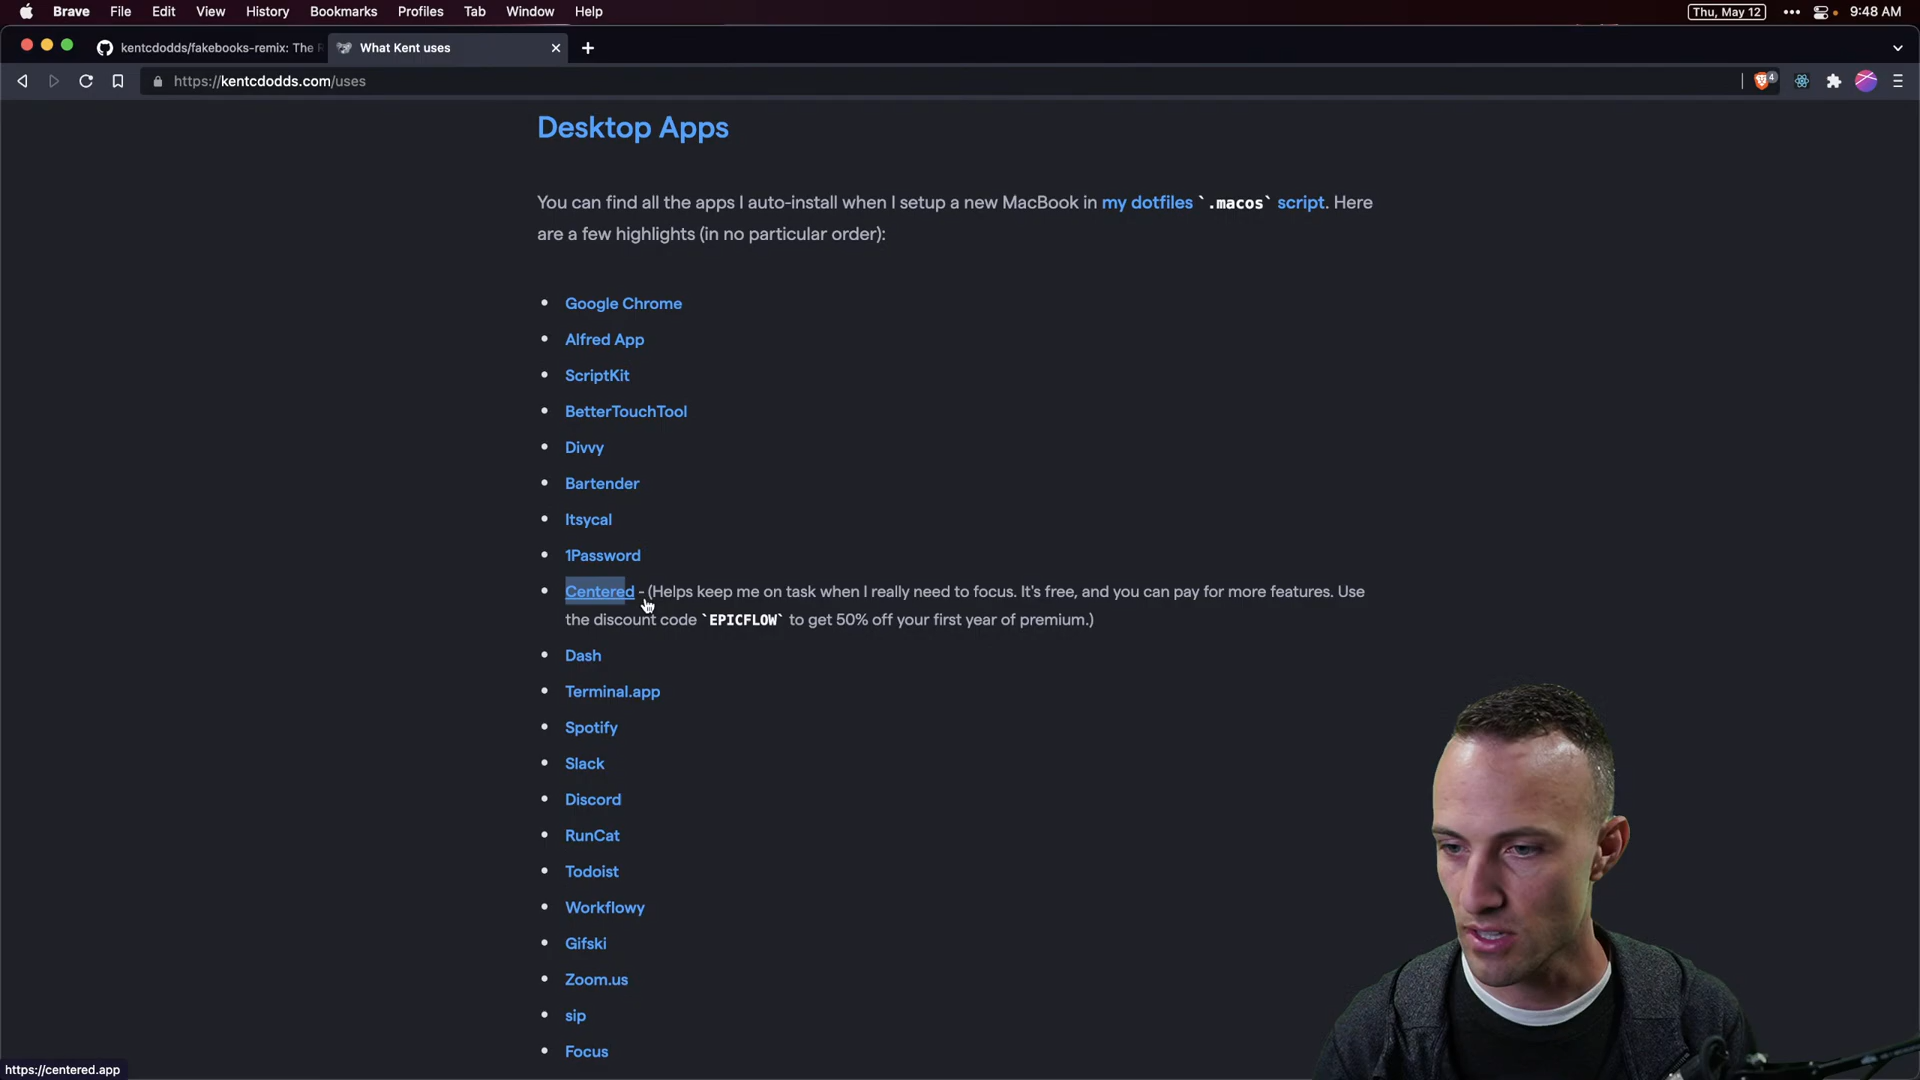 Brave File Edit View History Bookmarks Profiles Tab Window Help Thu, May 12 9:48 AM
kentcdodds/fakebooks-remix: The R What Kent uses
https://kentcdodds.com/uses 4
Desktop Apps
You can find all the apps I auto-install when I setup a new MacBook in my dotfiles `.macos` script. Here
are a few highlights (in no particular order):
Google Chrome
Alfred App
ScriptKit
BetterTouchTool
Divvy
Bartender
Itsycal
1Password
Centered - (Helps keep me on task when I really need to focus. It's free, and you can pay for more features. Use
the discount code `EPICFLOW` to get 50% off your first year of premium.)
Dash
Terminal.app
Spotify
Slack
Discord
RunCat
Todoist
Workflowy
Gifski
Zoom.us
sip
Focus
https://centered.app